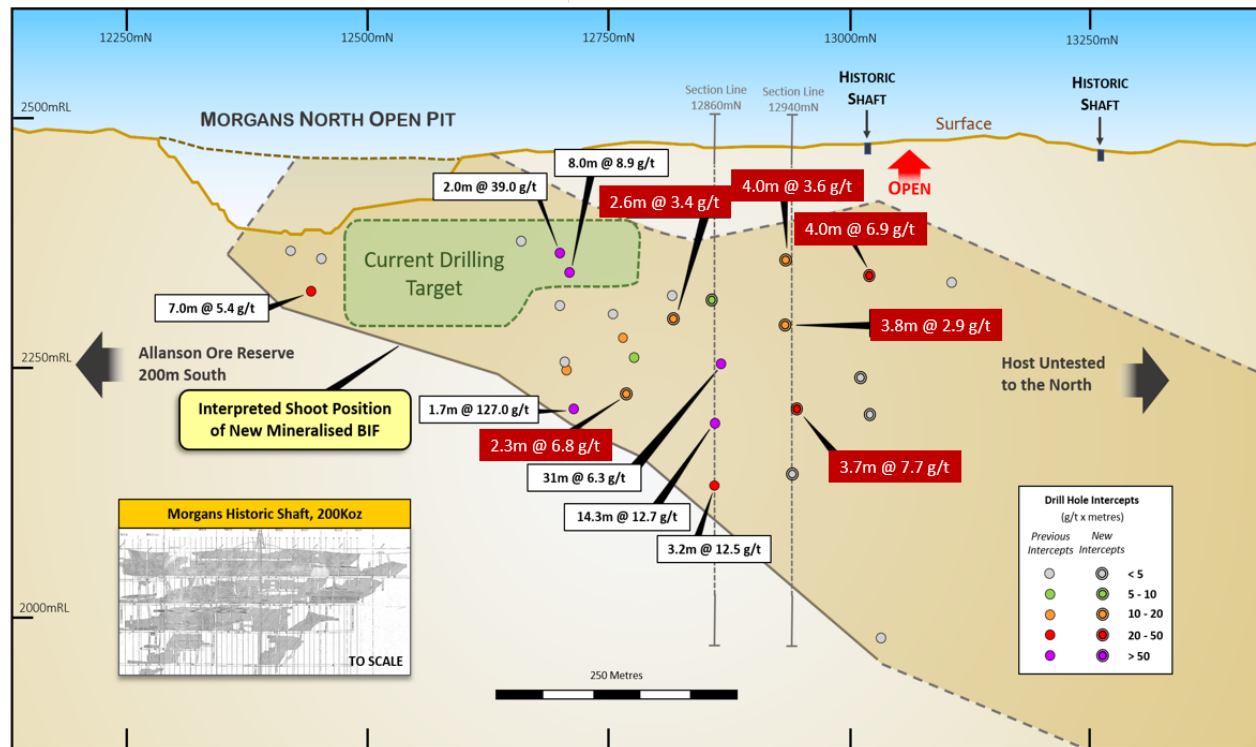 12250mN
12500mN
12750mN
13000mN
13250mN
Section Line
12860mN
Section Line
12940mN
HISTORIC
SHAFT
HISTORIC
SHAFT
2500mRL
MORGANS NORTH OPEN PIT
Surface
OPEN
8.0m @ 8.9 g/t
2.0m @ 39.0 g/t
2.6m @ 3.4 g/t
4.0m @ 3.6 g/t
4.0m @ 6.9 g/t
Current Drilling
Target
7.0m @ 5.4 g/t
3.8m @ 2.9 g/t
2250mRL
Allanson Ore Reserve
200m South
Host Untested
to the North
Interpreted Shoot Position
of New Mineralised BIF
1.7m @ 127.0 g/t
2.3m @ 6.8 g/t
3.7m @ 7.7 g/t
31m @ 6.3 g/t
14.3m @ 12.7 g/t
3.2m @ 12.5 g/t
Morgans Historic Shaft, 200Koz
TO SCALE
2000mRL
250 Metres
Drill Hole Intercepts
(g/t x metres)
Previous
Intercepts
New
Intercepts
< 5
5 - 10
10 - 20
20 - 50
> 50